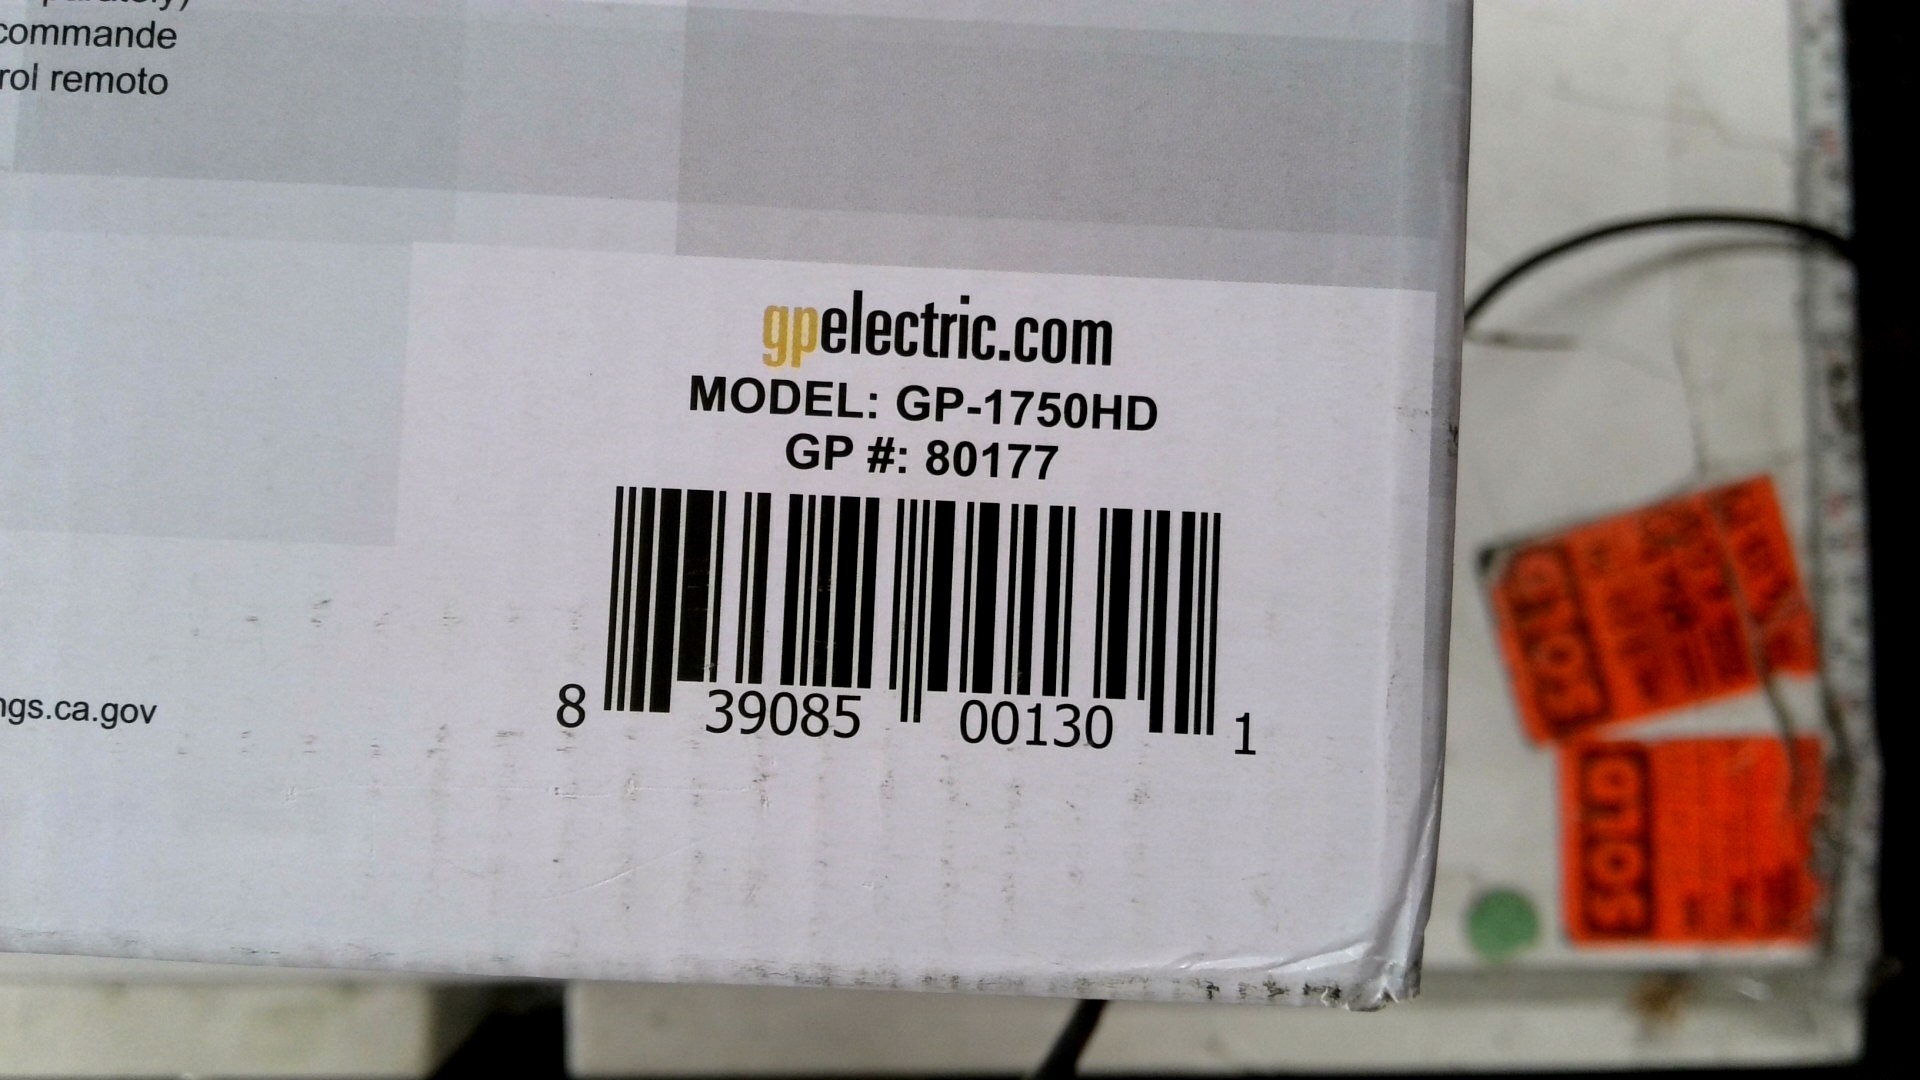 commande
rol remoto
gpelectric.com
MODEL: GP-1750HD
GP #: 80177
8 39085 00130 1
ngs.ca.gov
SOLD
SOLD